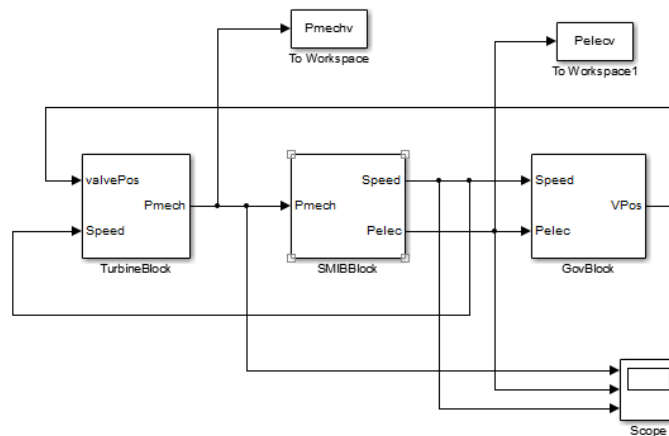 Pmechv
To Workspace
Pelecv
To Workspace1
valvePos
Pmech
Speed
TurbineBlock
Speed
Pmech
Pelec
SMIBBlock
Speed
VPos
Pelec
GovBlock
Scope